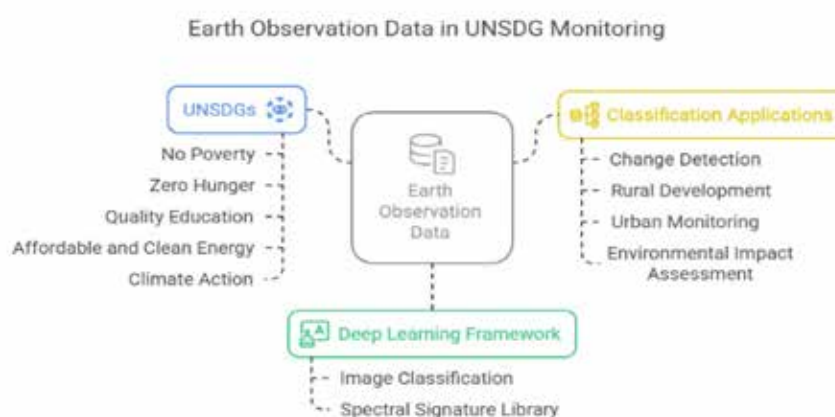 Earth Observation Data in UNSDG Monitoring
UNSDGs
No Poverty
Zero Hunger
Quality Education
Affordable and Clean Energy
Climate Action
Earth
Observation
Data
Classification Applications
Change Detection
Rural Development
Urban Monitoring
Environmental Impact
Assessment
A
Deep Learning Framework
Image Classification
Spectral Signature Library